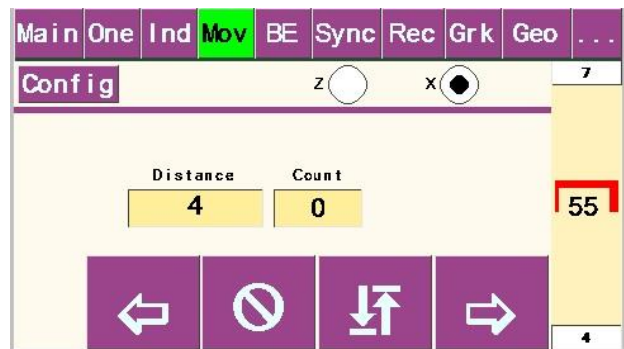 Main One Ind Mov BE Sync Rec Grk Geo ...
Config Z X 7
Distance Count
4 0 55
4